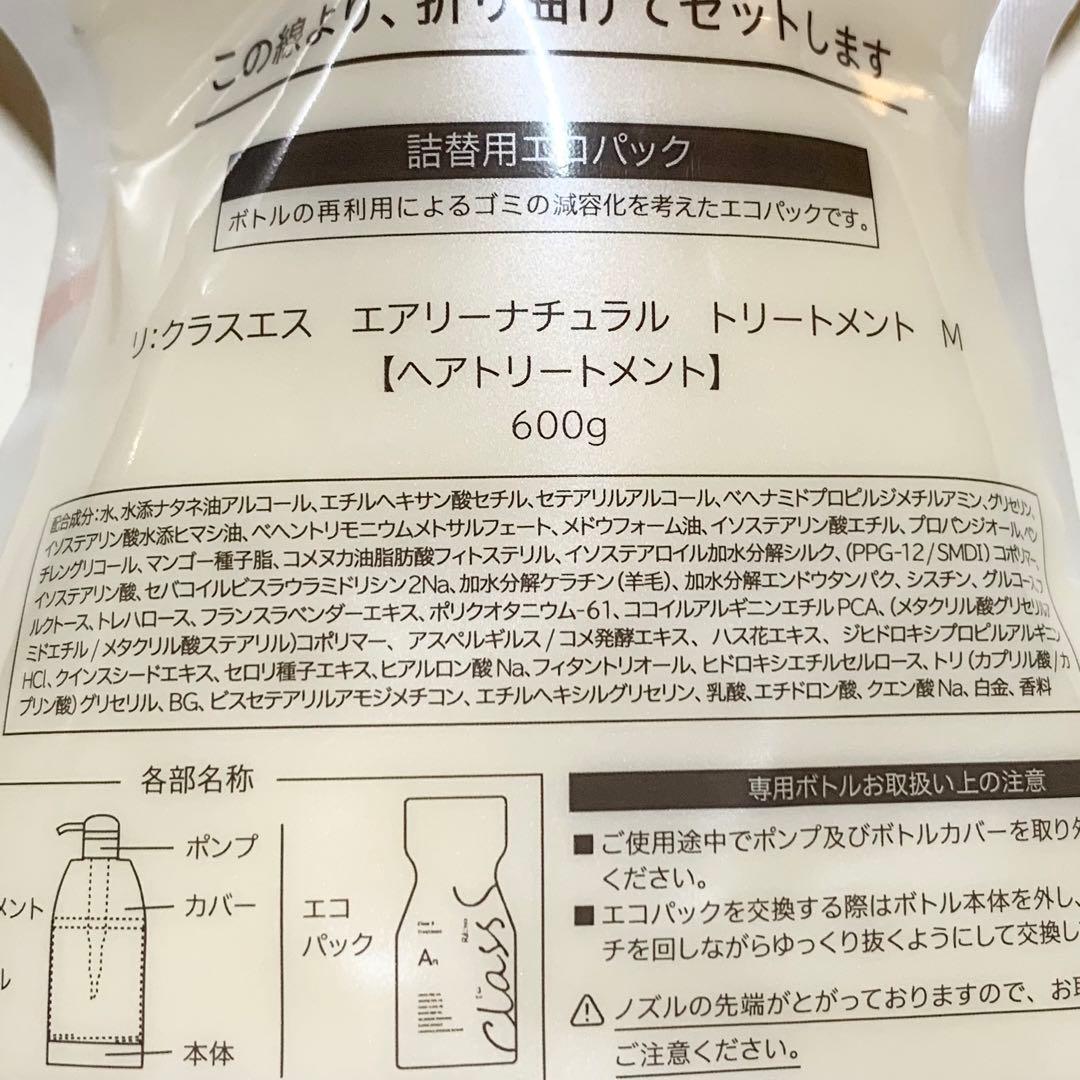 この線より、折り曲げてセットします
詰替用エコパック
ボトルの再利用によるゴミの減容化を考えたエコパックです。
リ:クラスエス エアリーナチュラル トリートメント M
【ヘアトリートメント】
600g
配合成分:水、水添ナタネ油アルコール、エチルヘキサン酸セチル、セテアリルアルコール、ベヘナミドプロピルジメチルアミン、グリセリン、
イソステアリン酸水添ヒマシ油、ベヘントリモニウムメトサルフェート、メドウフォーム油、イソステアリン酸エチル、プロパンジオール、ペン
チレングリコール、マンゴー種子脂、コメヌカ油脂肪酸フィトステリル、イソステアロイル加水分解シルク、(PPG-12/SMDI)コポリマー、
イソステアリン酸、セバコイルビスラウラミドリシン2Na、加水分解ケラチン(羊毛)、加水分解エンドウタンパク、シスチン、グルコース、フ
ルクトース、トレハロース、フランスラベンダーエキス、ポリクオタニウム-61、ココイルアルギニンエチルPCA、(メタクリル酸グリセリルア
ミドエチル/メタクリル酸ステアリル)コポリマー、アスペルギルス/コメ発酵エキス、ハス花エキス、ジヒドロキシプロピルアルギニン
HCl、クインスシードエキス、セロリ種子エキス、ヒアルロン酸Na、フィタントリオール、ヒドロキシエチルセルロース、トリ(カプリル酸/カ
プリン酸)グリセリル、BG、ビスセテアリルアモジメチコン、エチルヘキシルグリセリン、乳酸、エチドロン酸、クエン酸Na、白金、香料
各部名称
ポンプ
カバー
メント
ル
本体
エコ
パック
An
Class S
専用ボトルお取扱い上の注意
■ご使用途中でポンプ及びボトルカバーを取り外
ください。
■エコパックを交換する際はボトル本体を外し、
チを回しながらゆっくり抜くようにして交換し
⚠ノズルの先端がとがっておりますので、お取
ご注意ください。